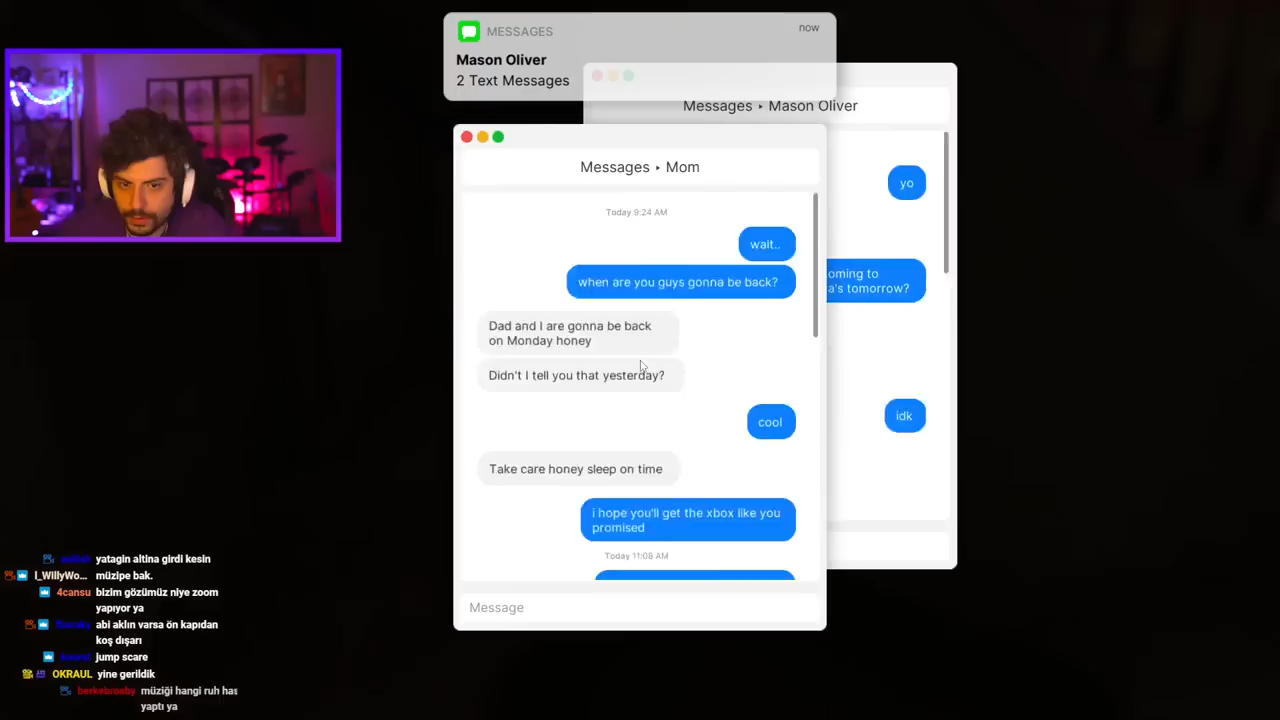 MESSAGES
now
Mason Oliver
2 Text Messages
Messages ‣ Mason Oliver
yo
oming to
a's tomorrow?
idk
Messages ‣ Mom
Today 9:24 AM
wait..
when are you guys gonna be back?
Dad and I are gonna be back
on Monday honey
Didn't I tell you that yesterday?
cool
Take care honey sleep on time
i hope you'll get the xbox like you
promised
Today 11:08 AM
Message
yatagin altina girdi kesin
I_WillyWo... müzipe bak.
4cansu bizim gözümüz niye zoom
yapıyor ya
abi aklın varsa ön kapıdan
koş dışarı
jump scare
OKRAUL yine gerildik
berkebrosby müziği hangi ruh has
yaptı ya